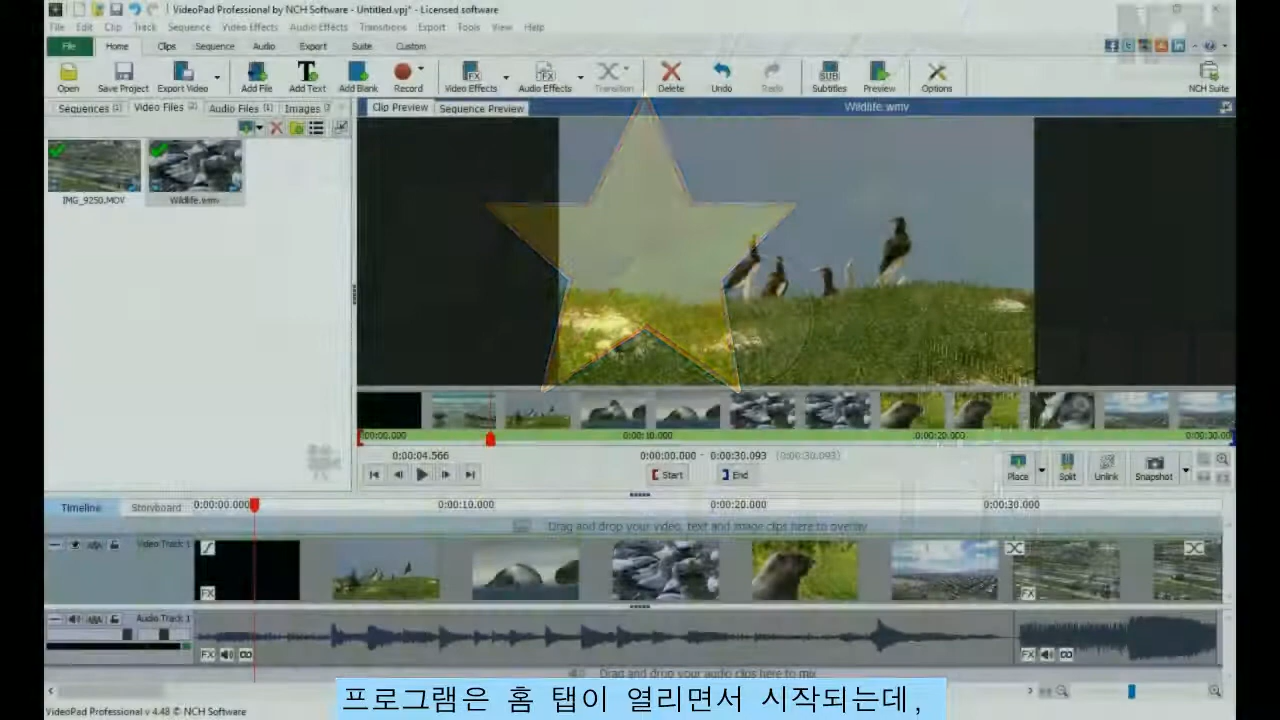 VideoPad Professional by NCH Software - Untitled.vpj* - Licensed software
File Edit Clip Track Sequence Video Effects Audio Effects Transitions Export Tools View Help
File Home Clips Sequence Audio Export Suite Custom
Open Save Project Export Video Add File Add Text Add Blank Record Video Effects Audio Effects Transition Delete Undo Redo Subtitles Preview Options NCH Suite
Sequences (1) Video Files (2) Audio Files (1) Images
Clip Preview Sequence Preview Wildlife.wmv
IMG_9250.MOV Wildlife.wmv
0:00:00.000 0:00:10.000 0:00:20.000 0:00:30.00
0:00:04.566 0:00:00.000 - 0:00:30.093 (0:00:30.093)
Start End
Place Split Unlink Snapshot
Timeline Storyboard 0:00:00.000 0:00:10.000 0:00:20.000 0:00:30.000
Drag and drop your video, text and image clips here to overlay
Video Track 1
FX FX
Audio Track 1
FX FX
Drag and drop your audio clips here to mix
프로그램은 홈 탭이 열리면서 시작되는데,
VideoPad Professional v 4.48 © NCH Software